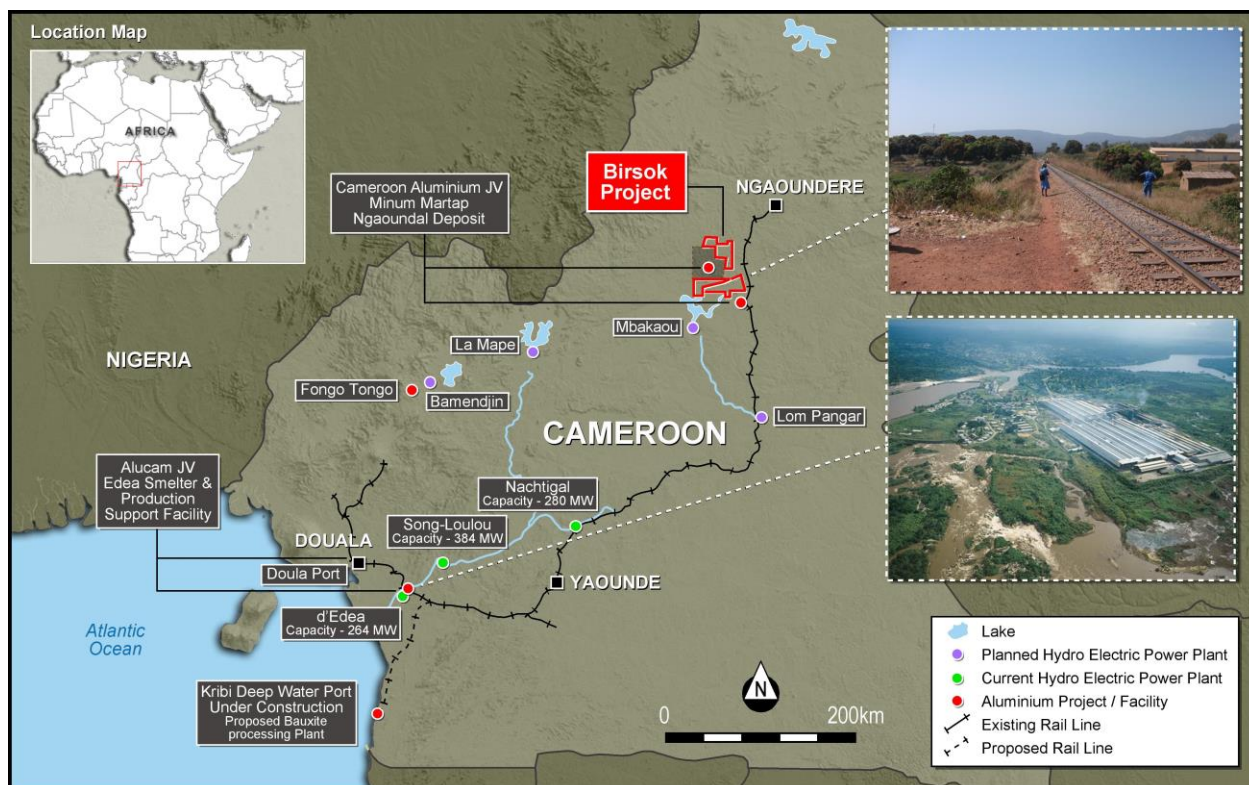 Location Map
AFRICA
Cameroon Aluminium JV
Minum Martap
Ngaoundal Deposit
Birsok
Project
NGAOUNDERE
NIGERIA
La Mape
Mbakaou
Fongo Tongo
Bamendjin
Lom Pangar
CAMEROON
Alucam JV
Edea Smelter &
Production
Support Facility
Nachtigal
Capacity - 280 MW
Song-Loulou
Capacity - 384 MW
DOUALA
Doula Port
YAOUNDE
d'Edea
Capacity - 264 MW
Atlantic
Ocean
Kribi Deep Water Port
Under Construction
Proposed Bauxite
processing Plant
N
0
200km
Lake
Planned Hydro Electric Power Plant
Current Hydro Electric Power Plant
Aluminium Project / Facility
Existing Rail Line
Proposed Rail Line